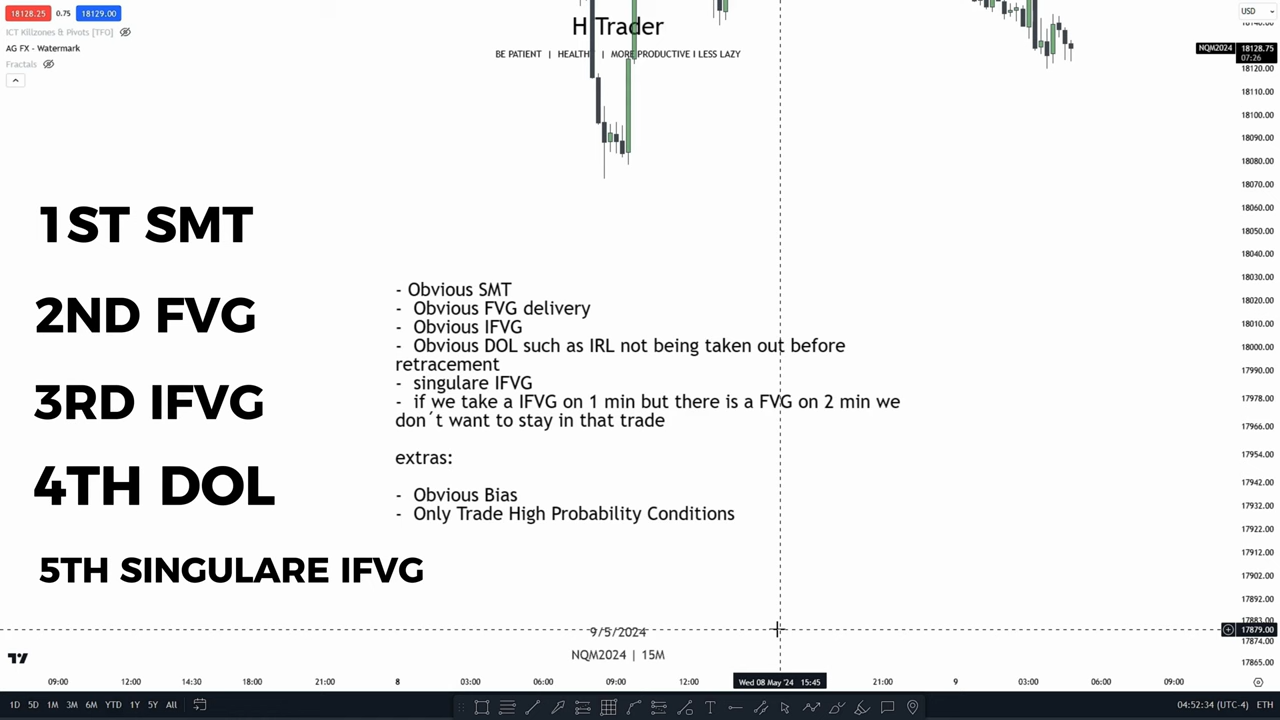 18128.25 0.75 18129.00
ICT Killzones & Pivots [TFO]
AG FX - Watermark
Fractals
H Trader
BE PATIENT | HEALTH | MORE PRODUCTIVE I LESS LAZY
USD
NQM2024 18128.75
07:26
18120.00
18110.00
18100.00
18090.00
18080.00
18070.00
18060.00
18050.00
18040.00
18030.00
18020.00
18010.00
18000.00
17990.00
17978.00
17966.00
17954.00
17942.00
17932.00
17922.00
17912.00
17902.00
17892.00
17883.00
17879.00
17874.00
17865.00
1ST SMT
2ND FVG
3RD IFVG
4TH DOL
5TH SINGULARE IFVG
- Obvious SMT
- Obvious FVG delivery
- Obvious IFVG
- Obvious DOL such as IRL not being taken out before
retracement
- singulare IFVG
- if we take a IFVG on 1 min but there is a FVG on 2 min we
don´t want to stay in that trade
extras:
- Obvious Bias
- Only Trade High Probability Conditions
9/5/2024
NQM2024 | 15M
09:00 12:00 14:30 18:00 8 03:00 06:00 09:00 12:00 Wed 08 May '24 15:45 21:00 9 03:00 06:00 09:00
1D 5D 1M 3M 6M YTD 1Y 5Y All
04:52:34 (UTC-4) ETH